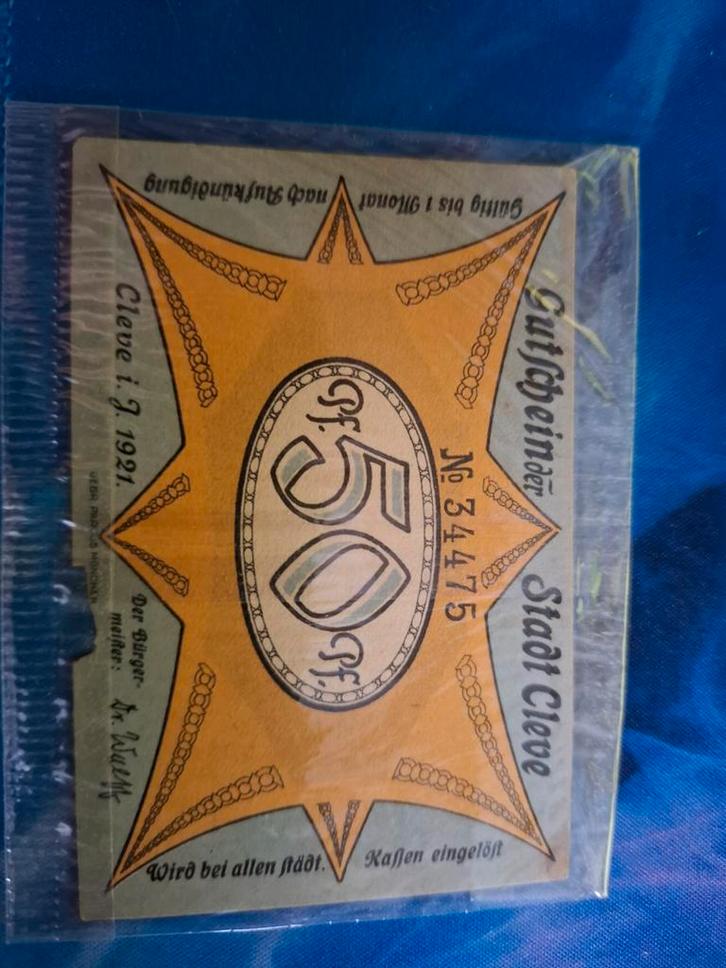 Gutschein der Stadt Cleve
№ 34475
Pf. 50 Pf.
Gültig bis 1 Monat nach Aufkündigung
Wird bei allen städt. Kassen eingelöst
Cleve i. J. 1921.
Der Bürger-
meister: